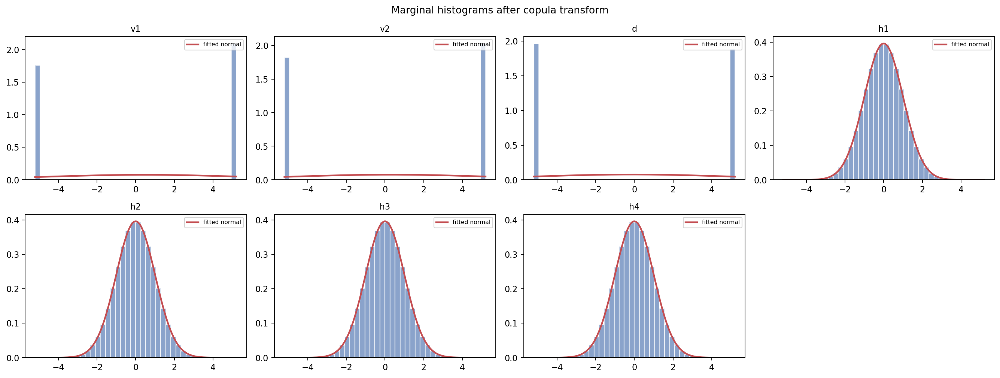 Marginal histograms after copula transform
v1
fitted normal
2.0
1.5
1.0
0.5
0.0
−4 −2 0 2 4
v2
fitted normal
2.0
1.5
1.0
0.5
0.0
−4 −2 0 2 4
d
fitted normal
2.0
1.5
1.0
0.5
0.0
−4 −2 0 2 4
h1
fitted normal
0.4
0.3
0.2
0.1
0.0
−4 −2 0 2 4
h2
fitted normal
0.4
0.3
0.2
0.1
0.0
−4 −2 0 2 4
h3
fitted normal
0.4
0.3
0.2
0.1
0.0
−4 −2 0 2 4
h4
fitted normal
0.4
0.3
0.2
0.1
0.0
−4 −2 0 2 4